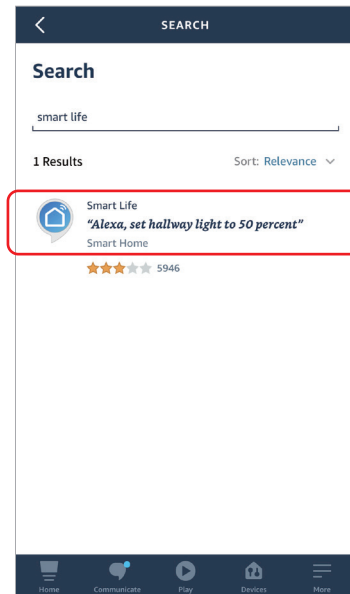 SEARCH
Search
smart life
1 Results Sort: Relevance
Smart Life
“Alexa, set hallway light to 50 percent”
Smart Home
5946
Home Communicate Play Devices More